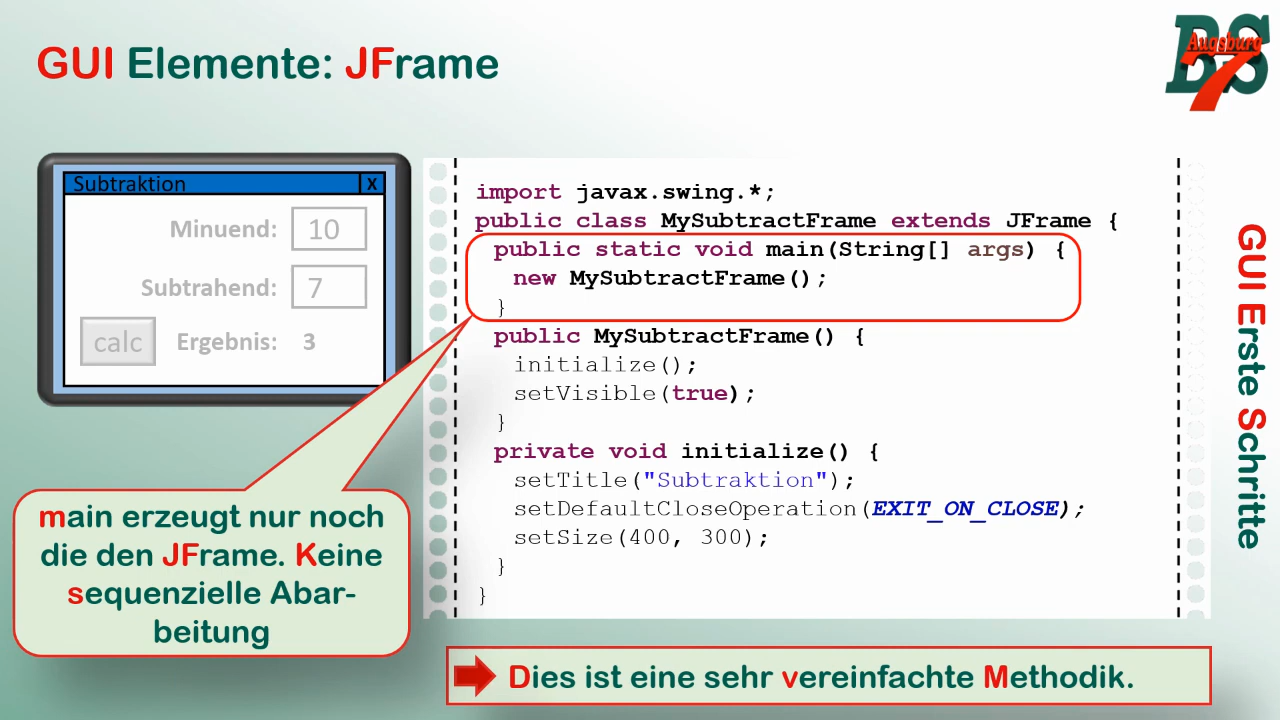 GUI Elemente: JFrame
BS
Augsburg
7
Subtraktion X
Minuend: 10
Subtrahend: 7
calc Ergebnis: 3
import javax.swing.*;
public class MySubtractFrame extends JFrame {
public static void main(String[] args) {
new MySubtractFrame();
}
public MySubtractFrame() {
initialize();
setVisible(true);
}
private void initialize() {
setTitle("Subtraktion");
setDefaultCloseOperation(EXIT_ON_CLOSE);
setSize(400, 300);
}
}
main erzeugt nur noch
die den JFrame. Keine
sequenzielle Abar-
beitung
Dies ist eine sehr vereinfachte Methodik.
GUI Erste Schritte